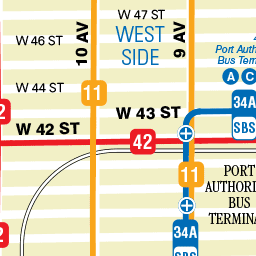 W 47 ST
W 46 ST
10 AV
WEST
SIDE
9 AV
Port Autho
Bus Term
A C
W 44 ST
11
34A
SBS
W 43 ST
W 42 ST
42
2
11
PORT
AUTHORI
BUS
TERMINA
34A
SBS
2